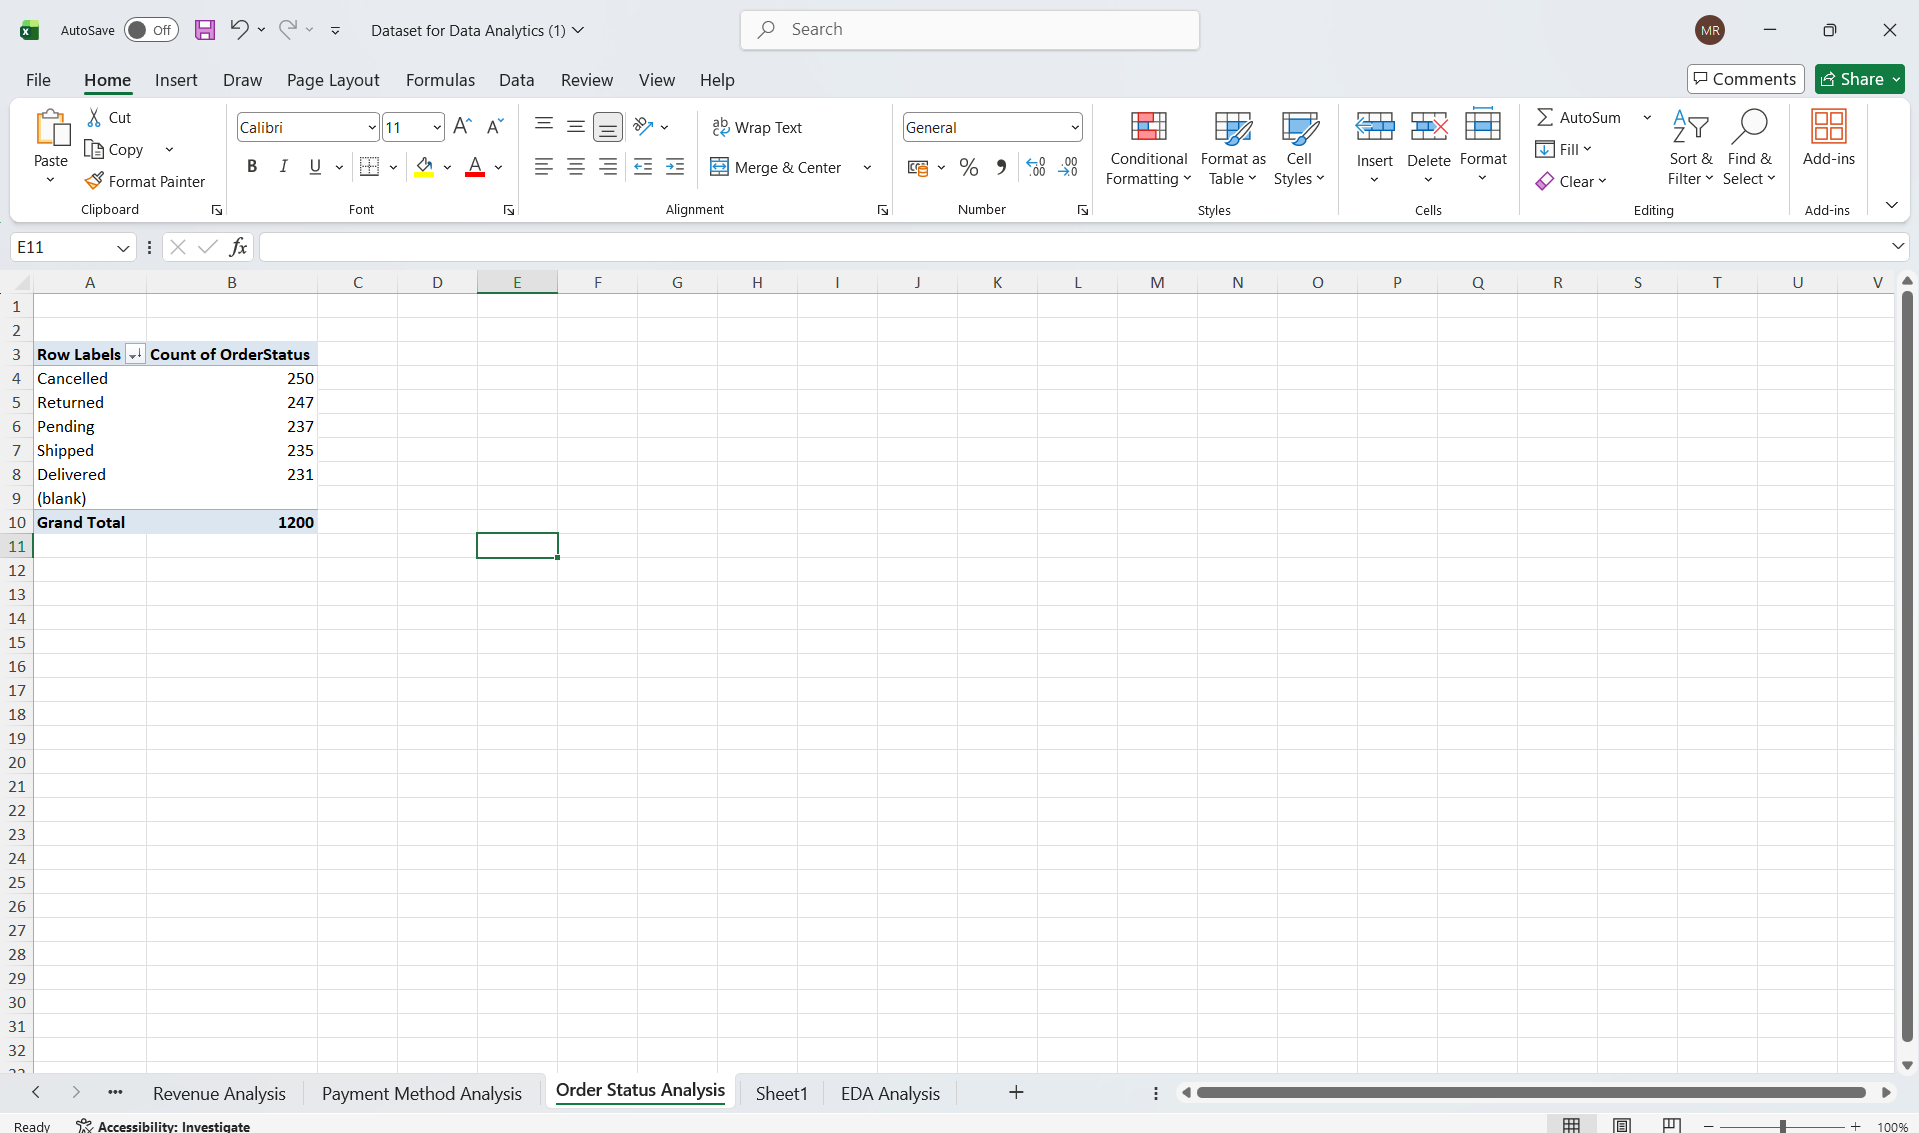 AutoSave Off Dataset for Data Analytics (1) Search MR
File Home Insert Draw Page Layout Formulas Data Review View Help Comments Share
Paste
Cut
Copy
Format Painter
Clipboard
Calibri 11
B I U A
Font
Wrap Text
Merge & Center
Alignment
General
Number
Conditional Formatting
Format as Table
Cell Styles
Styles
Insert
Delete
Format
Cells
AutoSum
Fill
Clear
Sort & Filter
Find & Select
Editing
Add-ins
Add-ins
E11 fx
A B C D E F G H I J K L M N O P Q R S T U V
1
2
3 Row Labels Count of OrderStatus
4 Cancelled 250
5 Returned 247
6 Pending 237
7 Shipped 235
8 Delivered 231
9 (blank)
10 Grand Total 1200
11
12
13
14
15
16
17
18
19
20
21
22
23
24
25
26
27
28
29
30
31
32
Revenue Analysis Payment Method Analysis Order Status Analysis Sheet1 EDA Analysis
Ready Accessibility: Investigate 100%